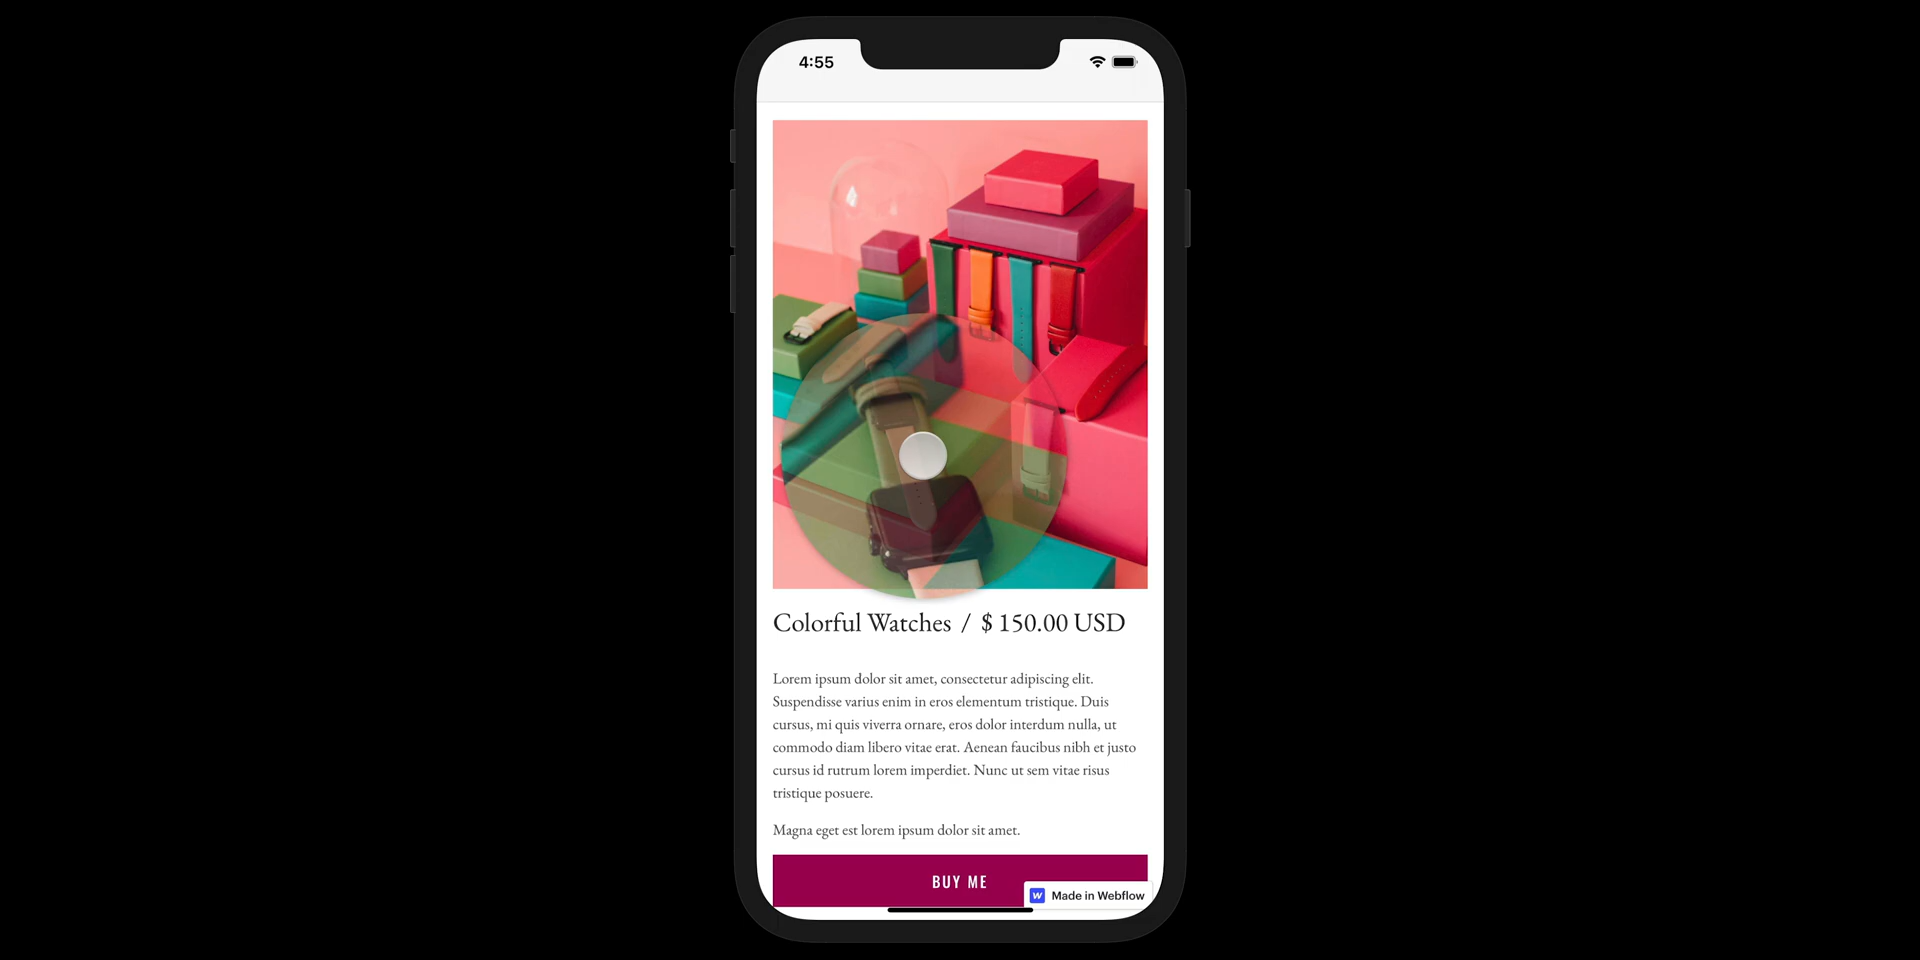 4:55
Colorful Watches / $ 150.00 USD
Lorem ipsum dolor sit amet, consectetur adipiscing elit.
Suspendisse varius enim in eros elementum tristique. Duis
cursus, mi quis viverra ornare, eros dolor interdum nulla, ut
commodo diam libero vitae erat. Aenean faucibus nibh et justo
cursus id rutrum lorem imperdiet. Nunc ut sem vitae risus
tristique posuere.
Magna eget est lorem ipsum dolor sit amet.
BUY ME
Made in Webflow